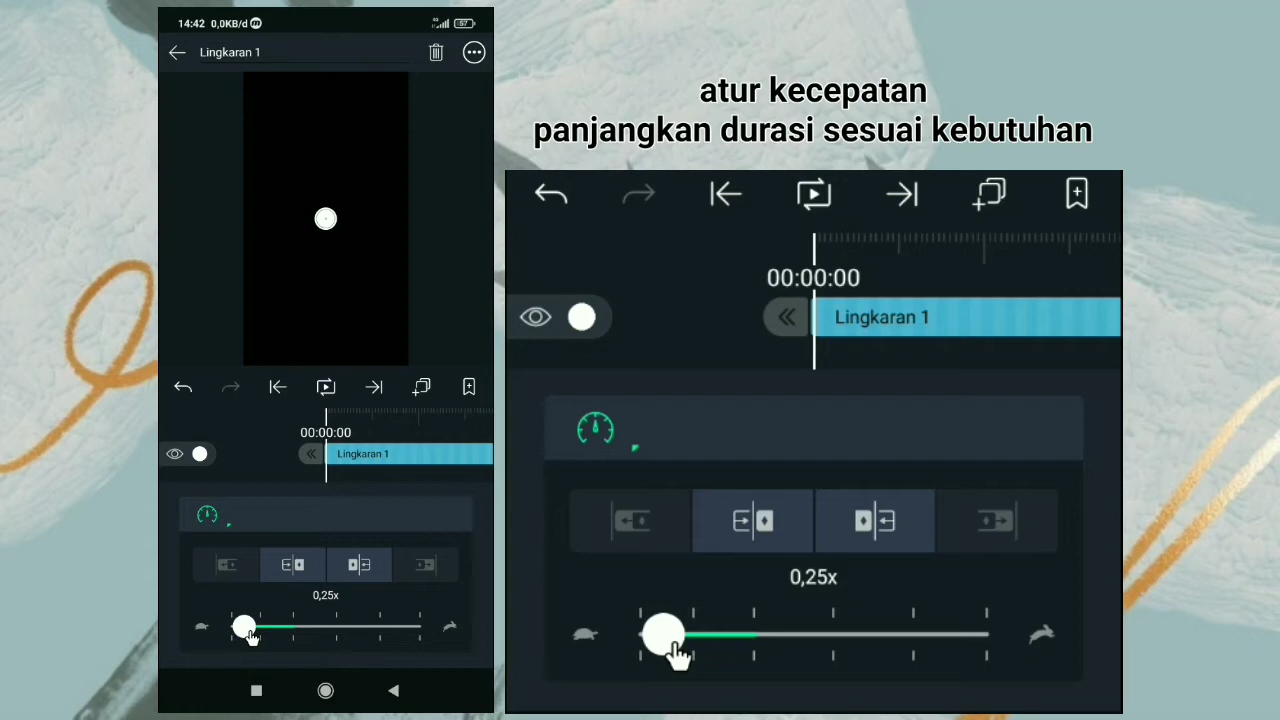 14:42 0,0KB/d
57
Lingkaran 1
00:00:00
Lingkaran 1
0,25x
atur kecepatan
panjangkan durasi sesuai kebutuhan
00:00:00
Lingkaran 1
0,25x